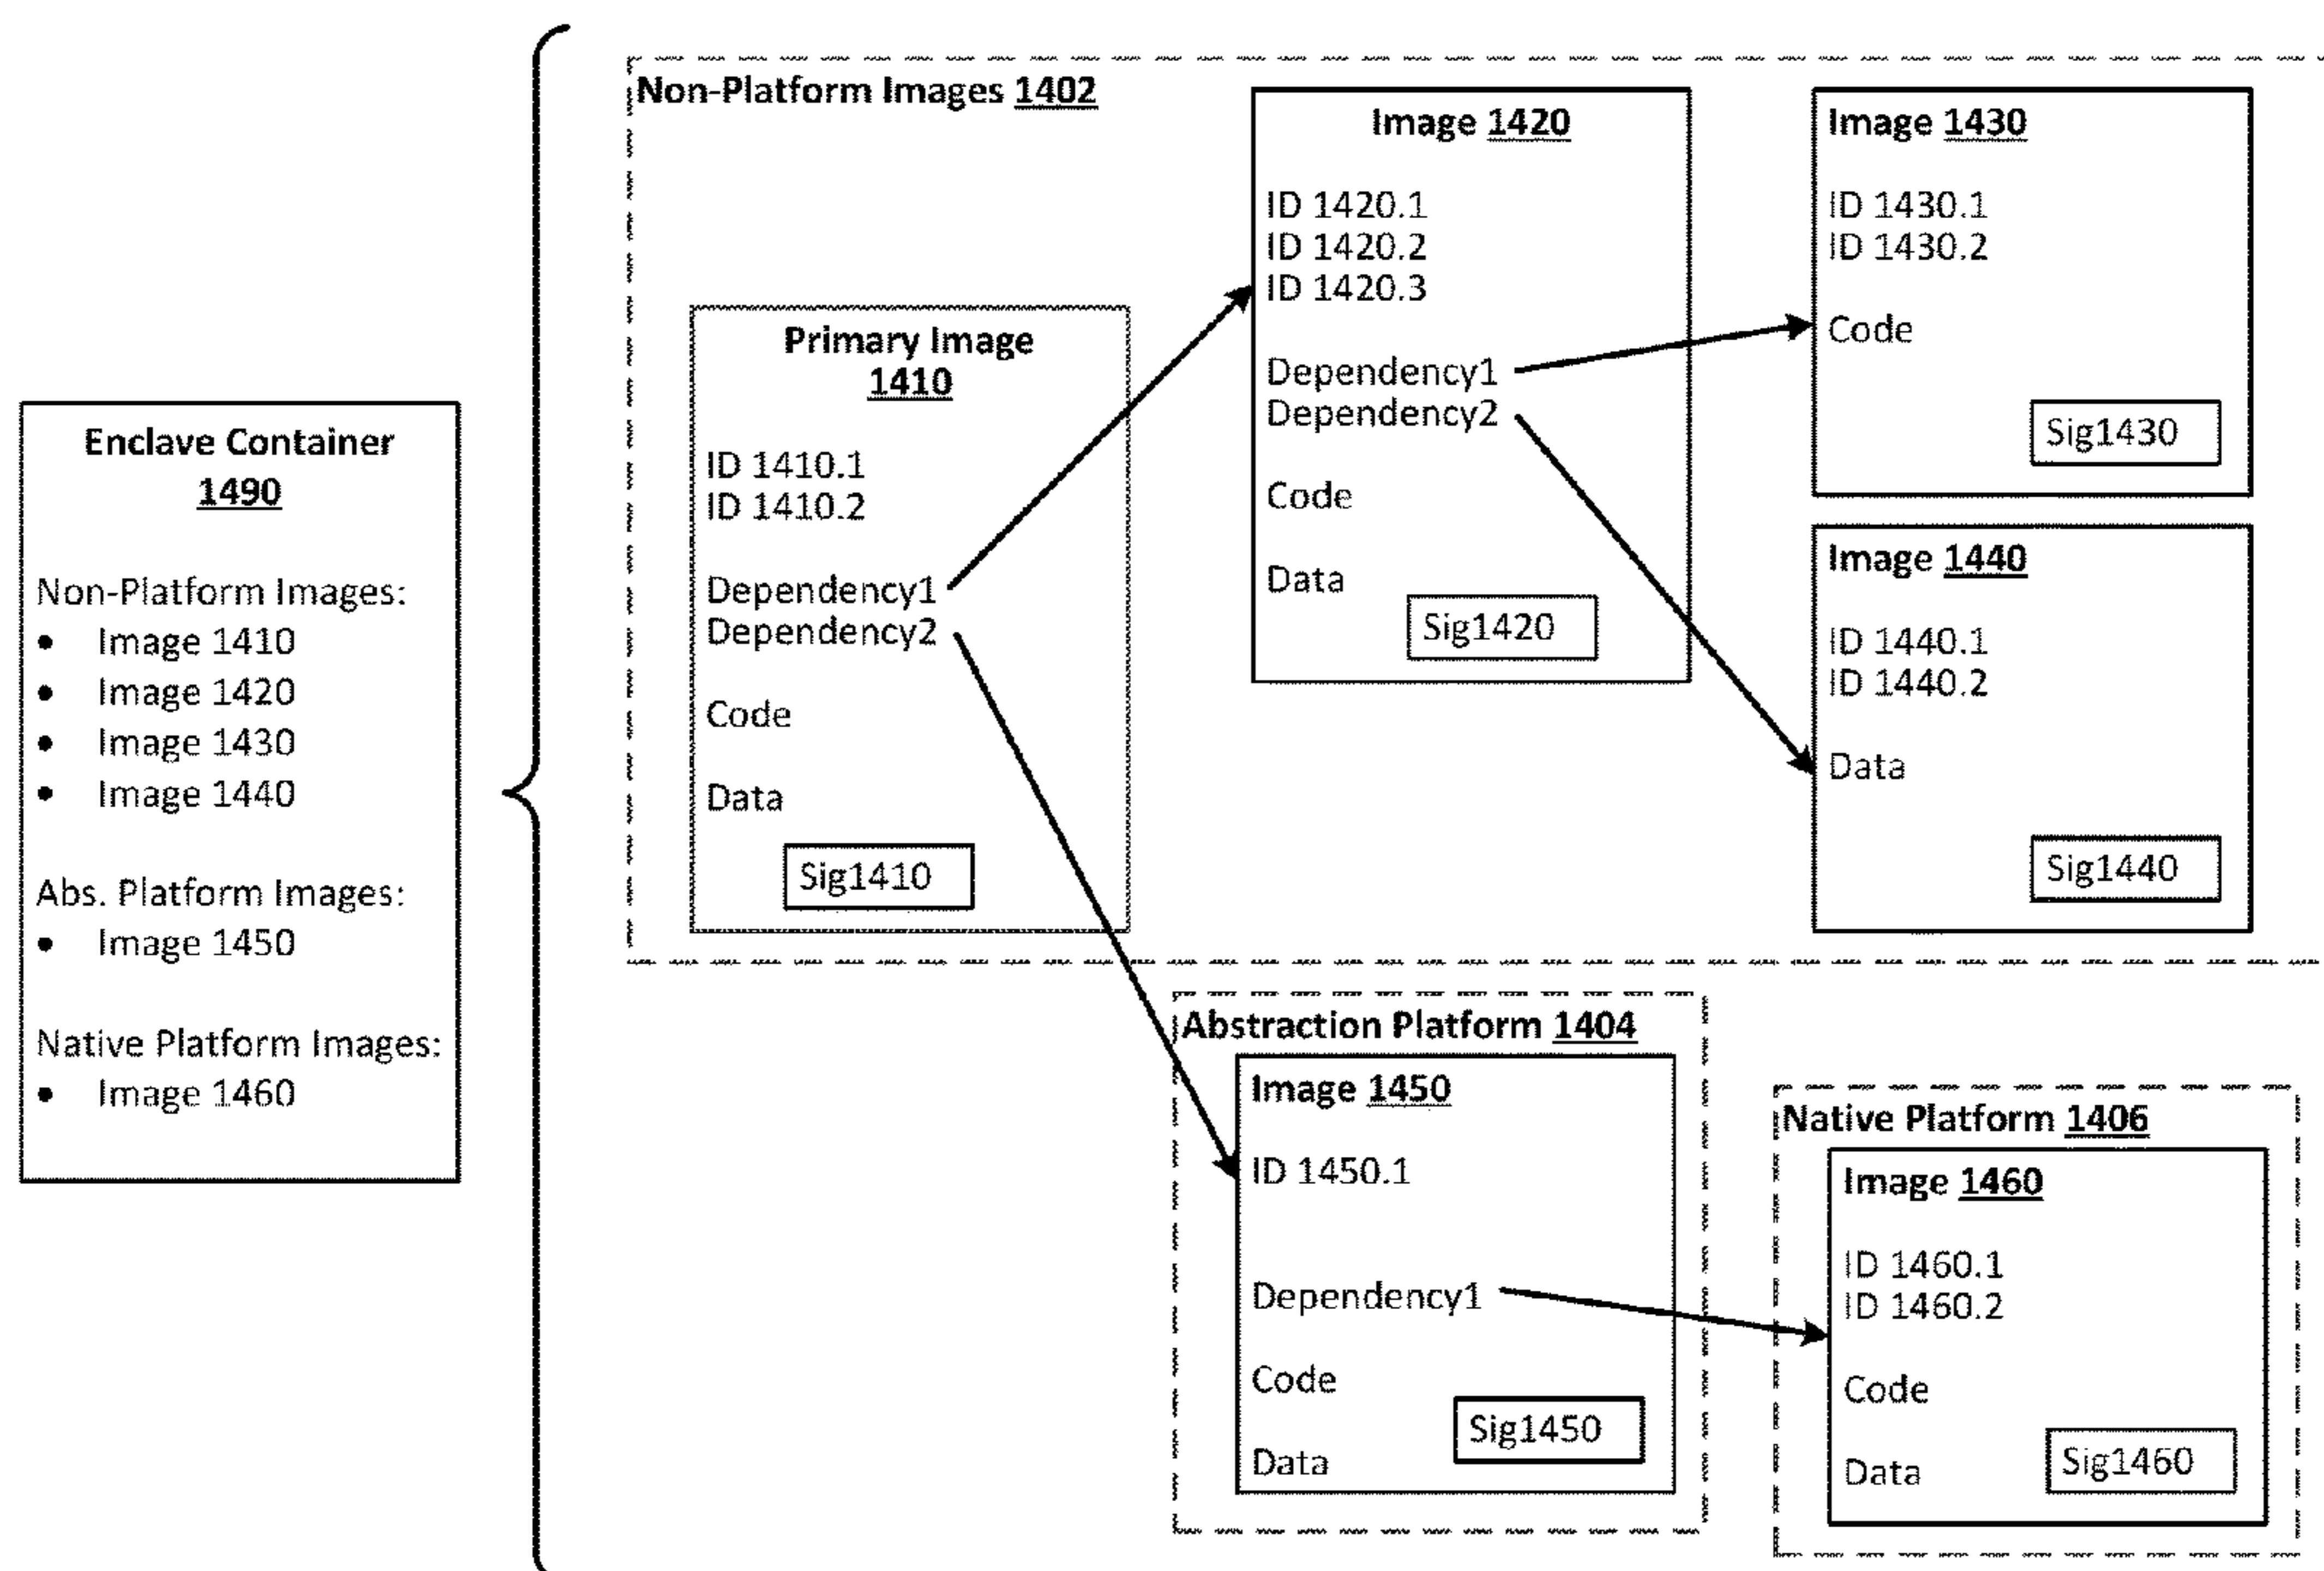 Enclave Container
1490
Non-Platform Images:
• Image 1410
• Image 1420
• Image 1430
• Image 1440
Abs. Platform Images:
• Image 1450
Native Platform Images:
• Image 1460
Non-Platform Images 1402
Primary Image
1410
ID 1410.1
ID 1410.2
Dependency1
Dependency2
Code
Data
Sig1410
Image 1420
ID 1420.1
ID 1420.2
ID 1420.3
Dependency1
Dependency2
Code
Data
Sig1420
Image 1430
ID 1430.1
ID 1430.2
Code
Sig1430
Image 1440
ID 1440.1
ID 1440.2
Data
Sig1440
Abstraction Platform 1404
Image 1450
ID 1450.1
Dependency1
Code
Data
Sig1450
Native Platform 1406
Image 1460
ID 1460.1
ID 1460.2
Code
Data
Sig1460